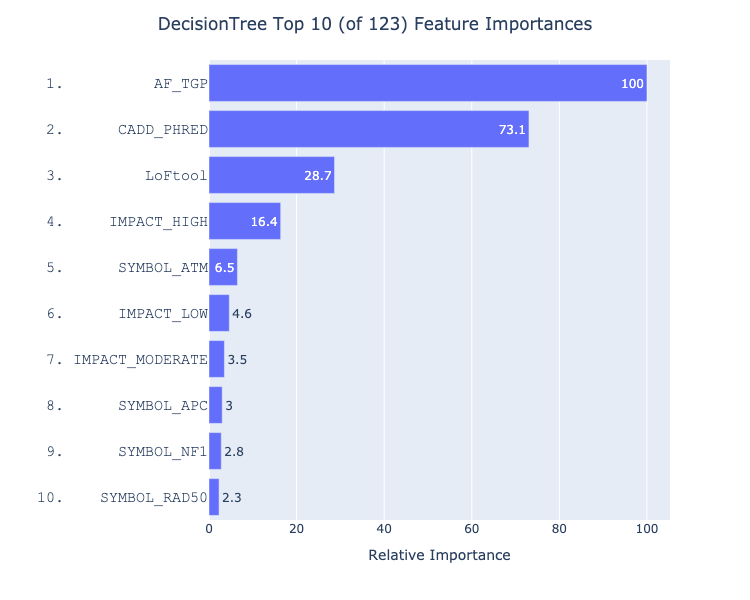 DecisionTree Top 10 (of 123) Feature Importances
1. AF_TGP 100
2. CADD_PHRED 73.1
3. LoFtool 28.7
4. IMPACT_HIGH 16.4
5. SYMBOL_ATM 6.5
6. IMPACT_LOW 4.6
7. IMPACT_MODERATE 3.5
8. SYMBOL_APC 3
9. SYMBOL_NF1 2.8
10. SYMBOL_RAD50 2.3
0 20 40 60 80 100
Relative Importance